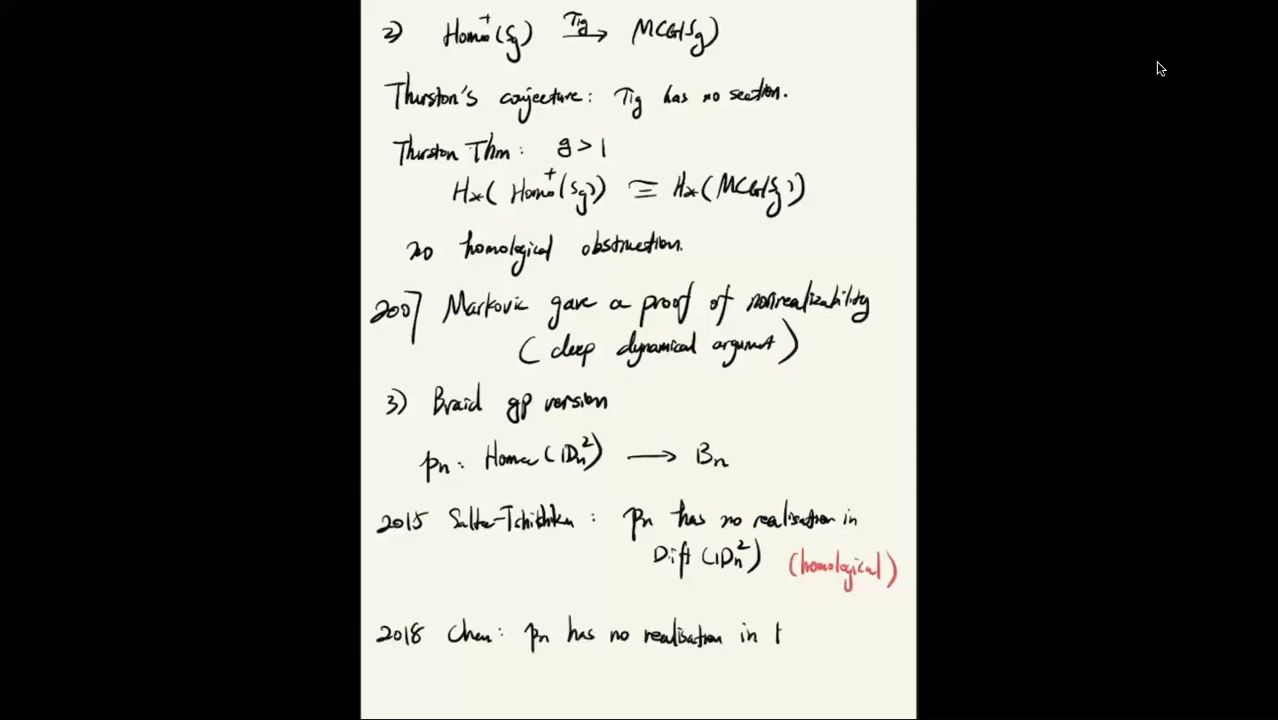 2) Homeo⁺(Sg) —πg→ MCG(Sg)
Thurston's conjecture: πg has no section.
Thurston Thm: g > 1
H*( Homeo⁺(Sg)) ≅ H*( MCG(Sg))
no homological obstruction.
2007 Markovic gave a proof of nonrealizability
( deep dynamical argument )
3) Braid gp version
pn: Homeo(𝔻n²) → Bn
2015 Salter-Tshishiku : pn has no realisation in
Diff(𝔻n²) (homological)
2018 Chen: pn has no realisation in